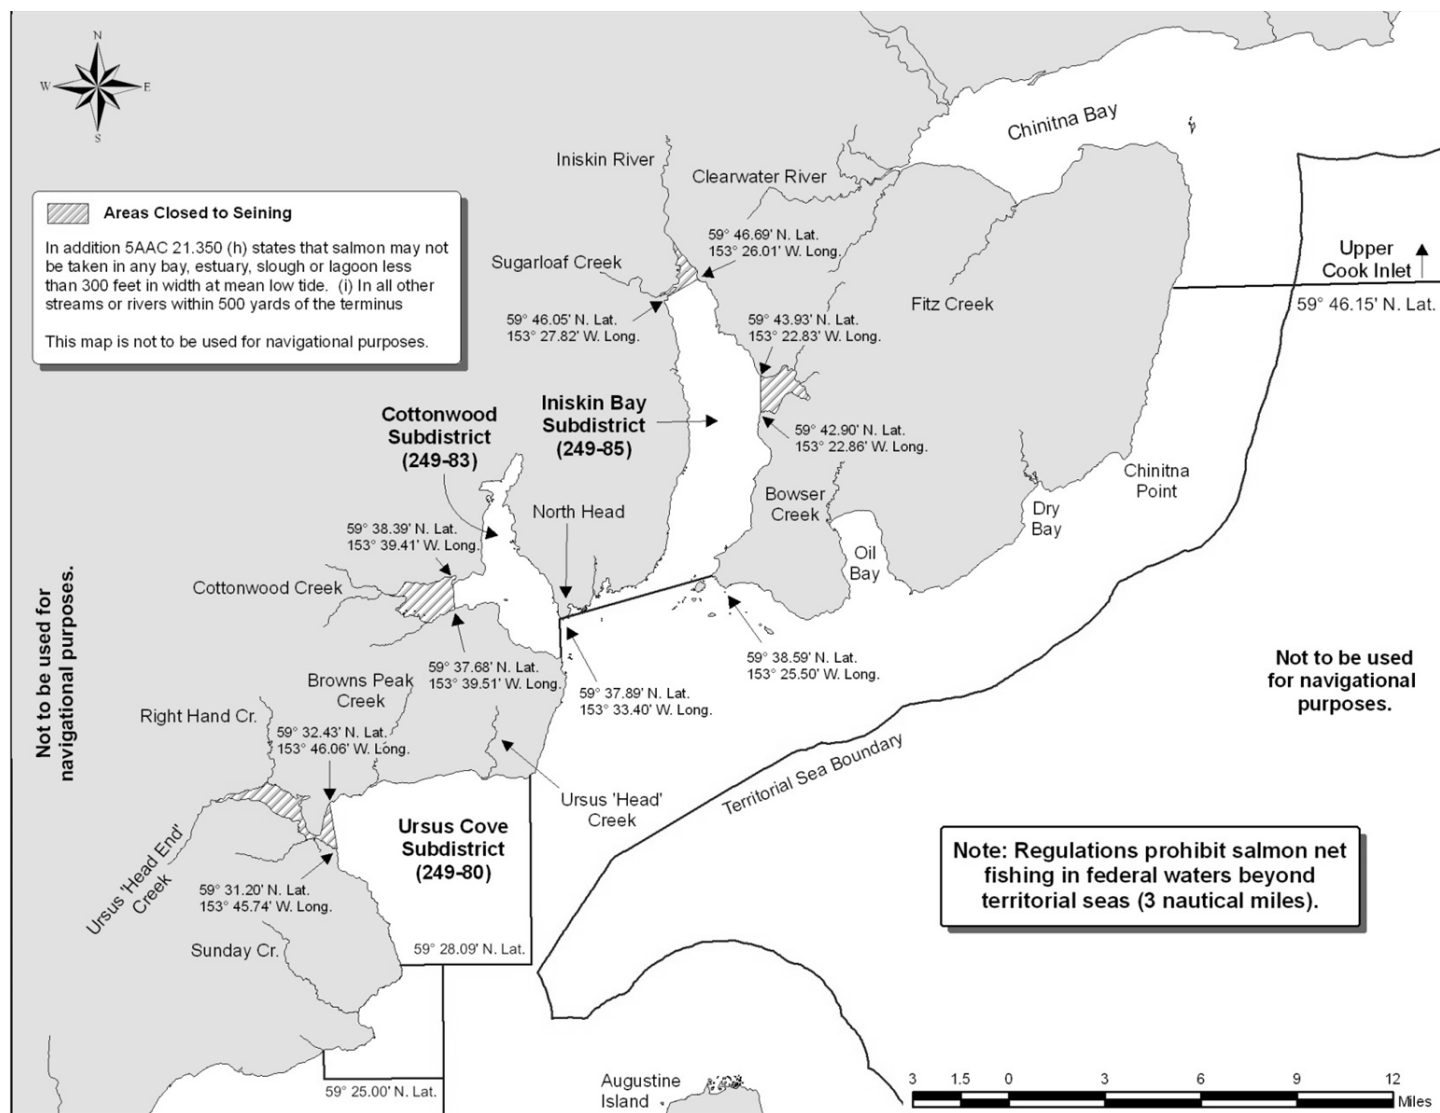 N
W
E
S
Chinitna Bay
Iniskin River
Clearwater River
Areas Closed to Seining
In addition 5AAC 21.350 (h) states that salmon may not
be taken in any bay, estuary, slough or lagoon less
than 300 feet in width at mean low tide.  (i) In all other
streams or rivers within 500 yards of the terminus
This map is not to be used for navigational purposes.
59° 46.69' N. Lat.
153° 26.01' W. Long.
Sugarloaf Creek
Upper
Cook Inlet
59° 46.15' N. Lat.
Fitz Creek
59° 46.05' N. Lat.
153° 27.82' W. Long.
59° 43.93' N. Lat.
153° 22.83' W. Long.
Cottonwood
Subdistrict
(249-83)
Iniskin Bay
Subdistrict
(249-85)
59° 42.90' N. Lat.
153° 22.86' W. Long.
Chinitna
Point
Bowser
Creek
North Head
Dry
Bay
59° 38.39' N. Lat.
153° 39.41' W. Long.
Oil
Bay
Cottonwood Creek
Not to be used for
navigational purposes.
59° 37.68' N. Lat.
153° 39.51' W. Long.
59° 38.59' N. Lat.
153° 25.50' W. Long.
59° 37.89' N. Lat.
153° 33.40' W. Long.
Not to be used
for navigational
purposes.
Browns Peak
Creek
Right Hand Cr.
59° 32.43' N. Lat.
153° 46.06' W. Long.
Territorial Sea Boundary
Ursus 'Head'
Creek
Ursus Cove
Subdistrict
(249-80)
Ursus 'Head End'
Creek
59° 31.20' N. Lat.
153° 45.74' W. Long.
Note: Regulations prohibit salmon net
fishing in federal waters beyond
territorial seas (3 nautical miles).
Sunday Cr.
59° 28.09' N. Lat.
59° 25.00' N. Lat.
Augustine
Island
3 1.5 0 3 6 9 12
Miles